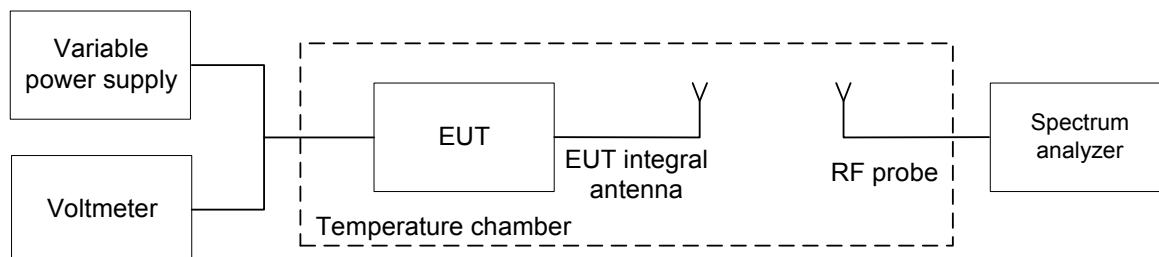 Variable
power supply
Voltmeter
EUT
EUT integral
antenna
RF probe
Temperature chamber
Spectrum
analyzer